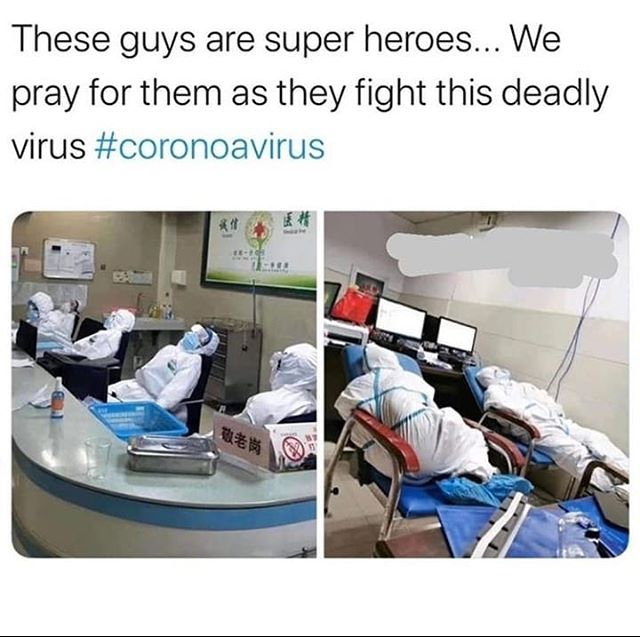 These guys are super heroes... We
pray for them as they fight this deadly
virus #coronoavirus
诚信
医精
敬老岗